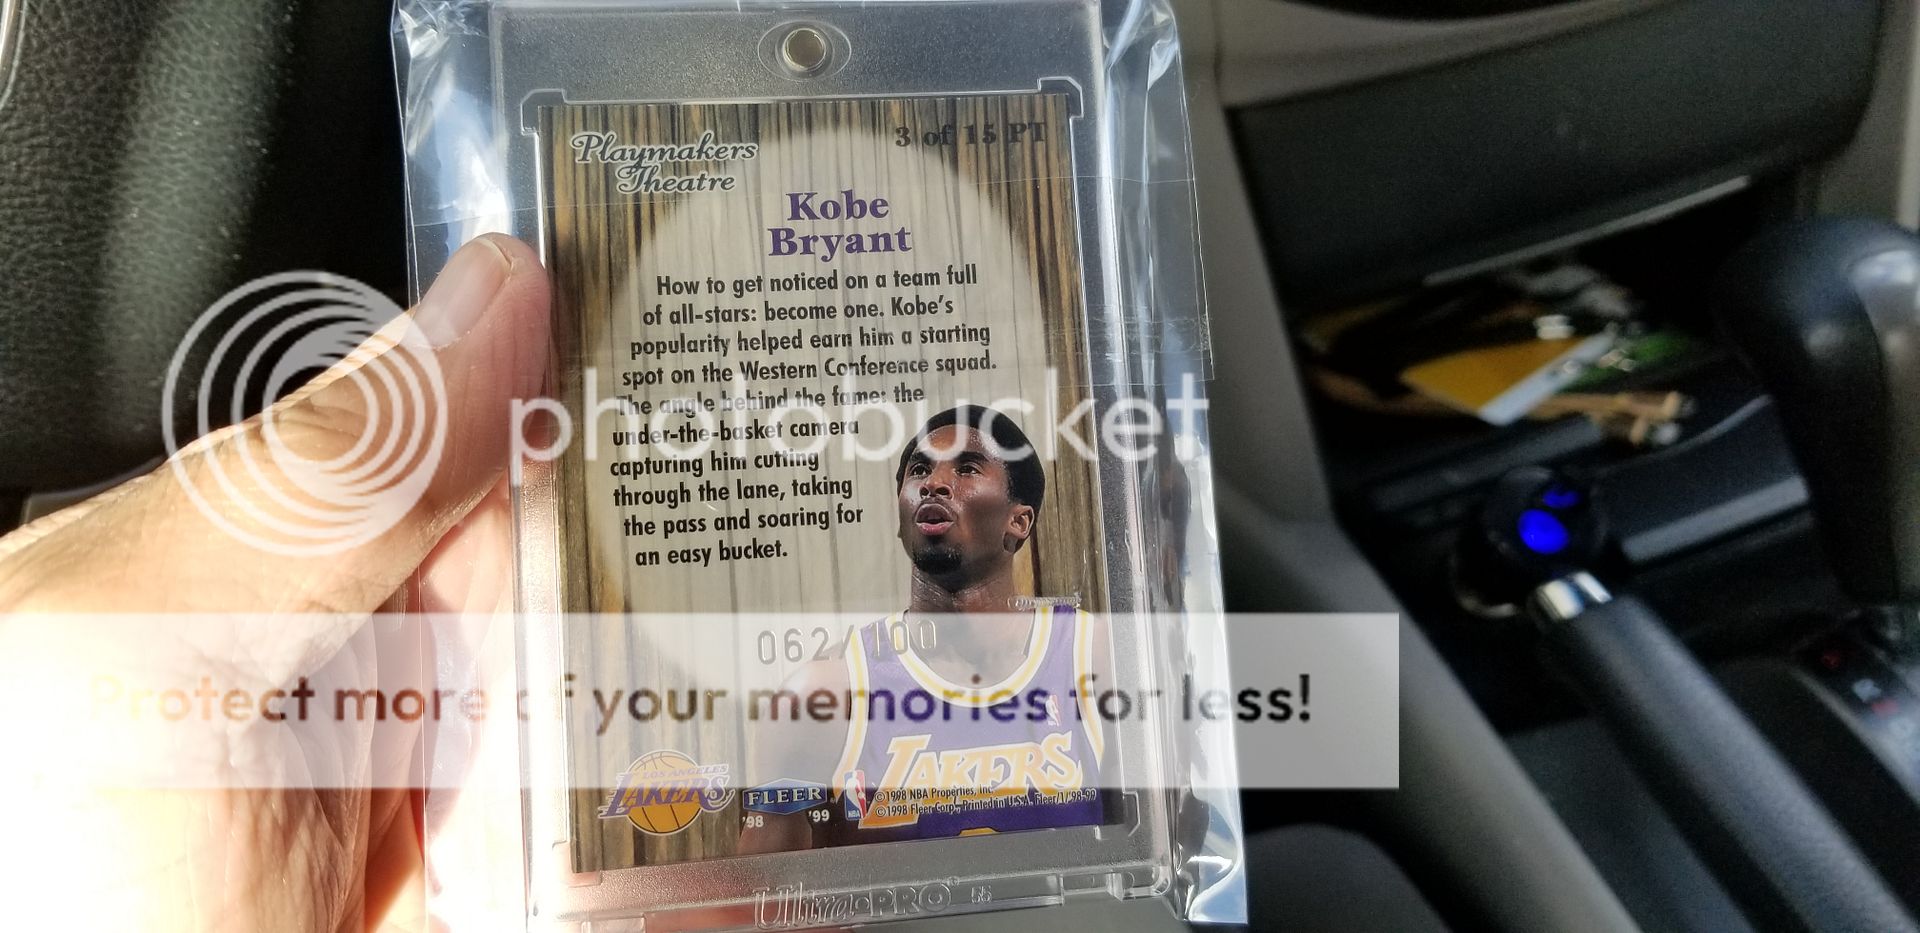 3 of 15 PT
Playmakers
Theatre
Kobe
Bryant
How to get noticed on a team full
of all-stars: become one. Kobe's
popularity helped earn him a starting
spot on the Western Conference squad.
The angle behind the fame: the
under-the-basket camera
capturing him cutting
through the lane, taking
the pass and soaring for
an easy bucket.
photobucket
062/100
Protect more of your memories for less!
LAKERS
LOS ANGELES
LAKERS
FLEER
'98 '99
NBA
©1998 NBA Properties, Inc.
©1998 Fleer Corp., Printed in U.S.A. Fleer/1/'98-99
Ultra·PRO®